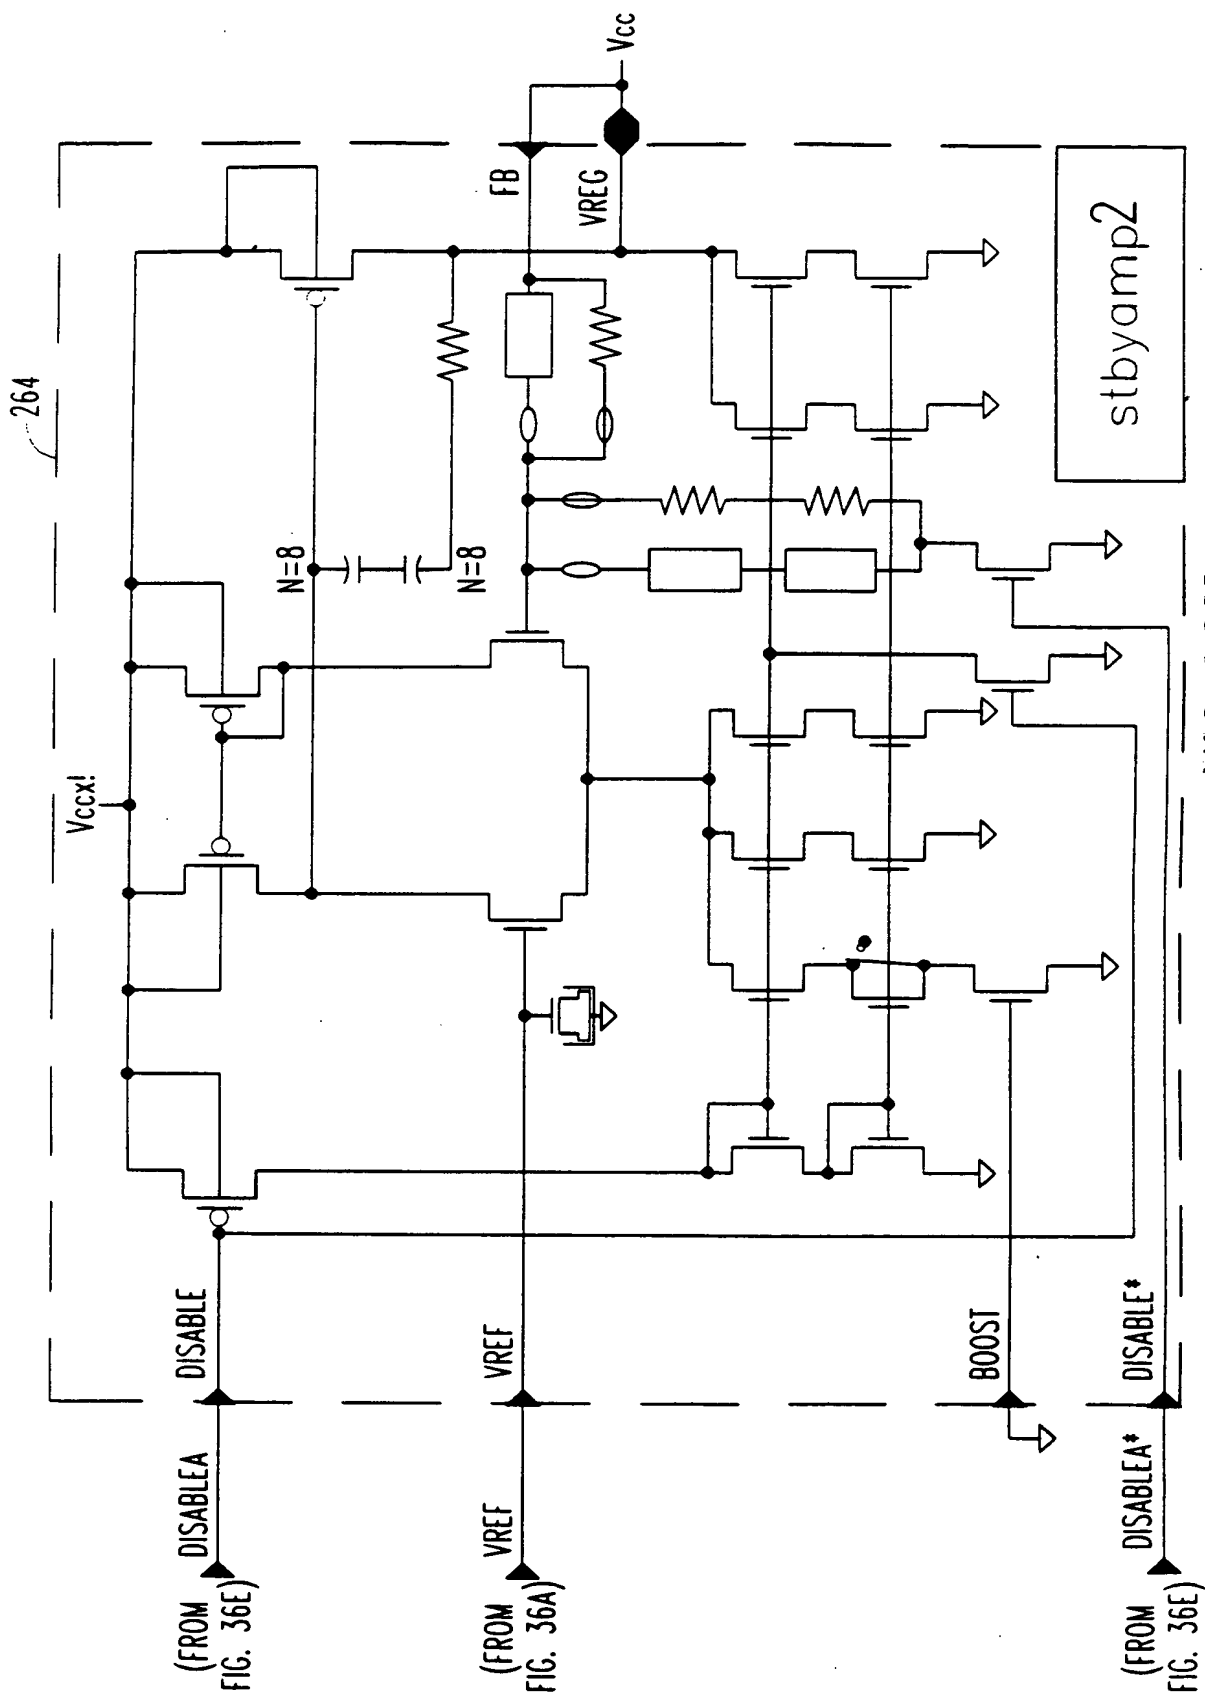 264
Vccx!
Vcc
FB
VREG
N=8
N=8
stbyamp2
DISABLE
VREF
BOOST
DISABLE*
DISABLEA
VREF
DISABLEA*
(FROM
FIG. 36E)
(FROM
FIG. 36A)
(FROM
FIG. 36E)